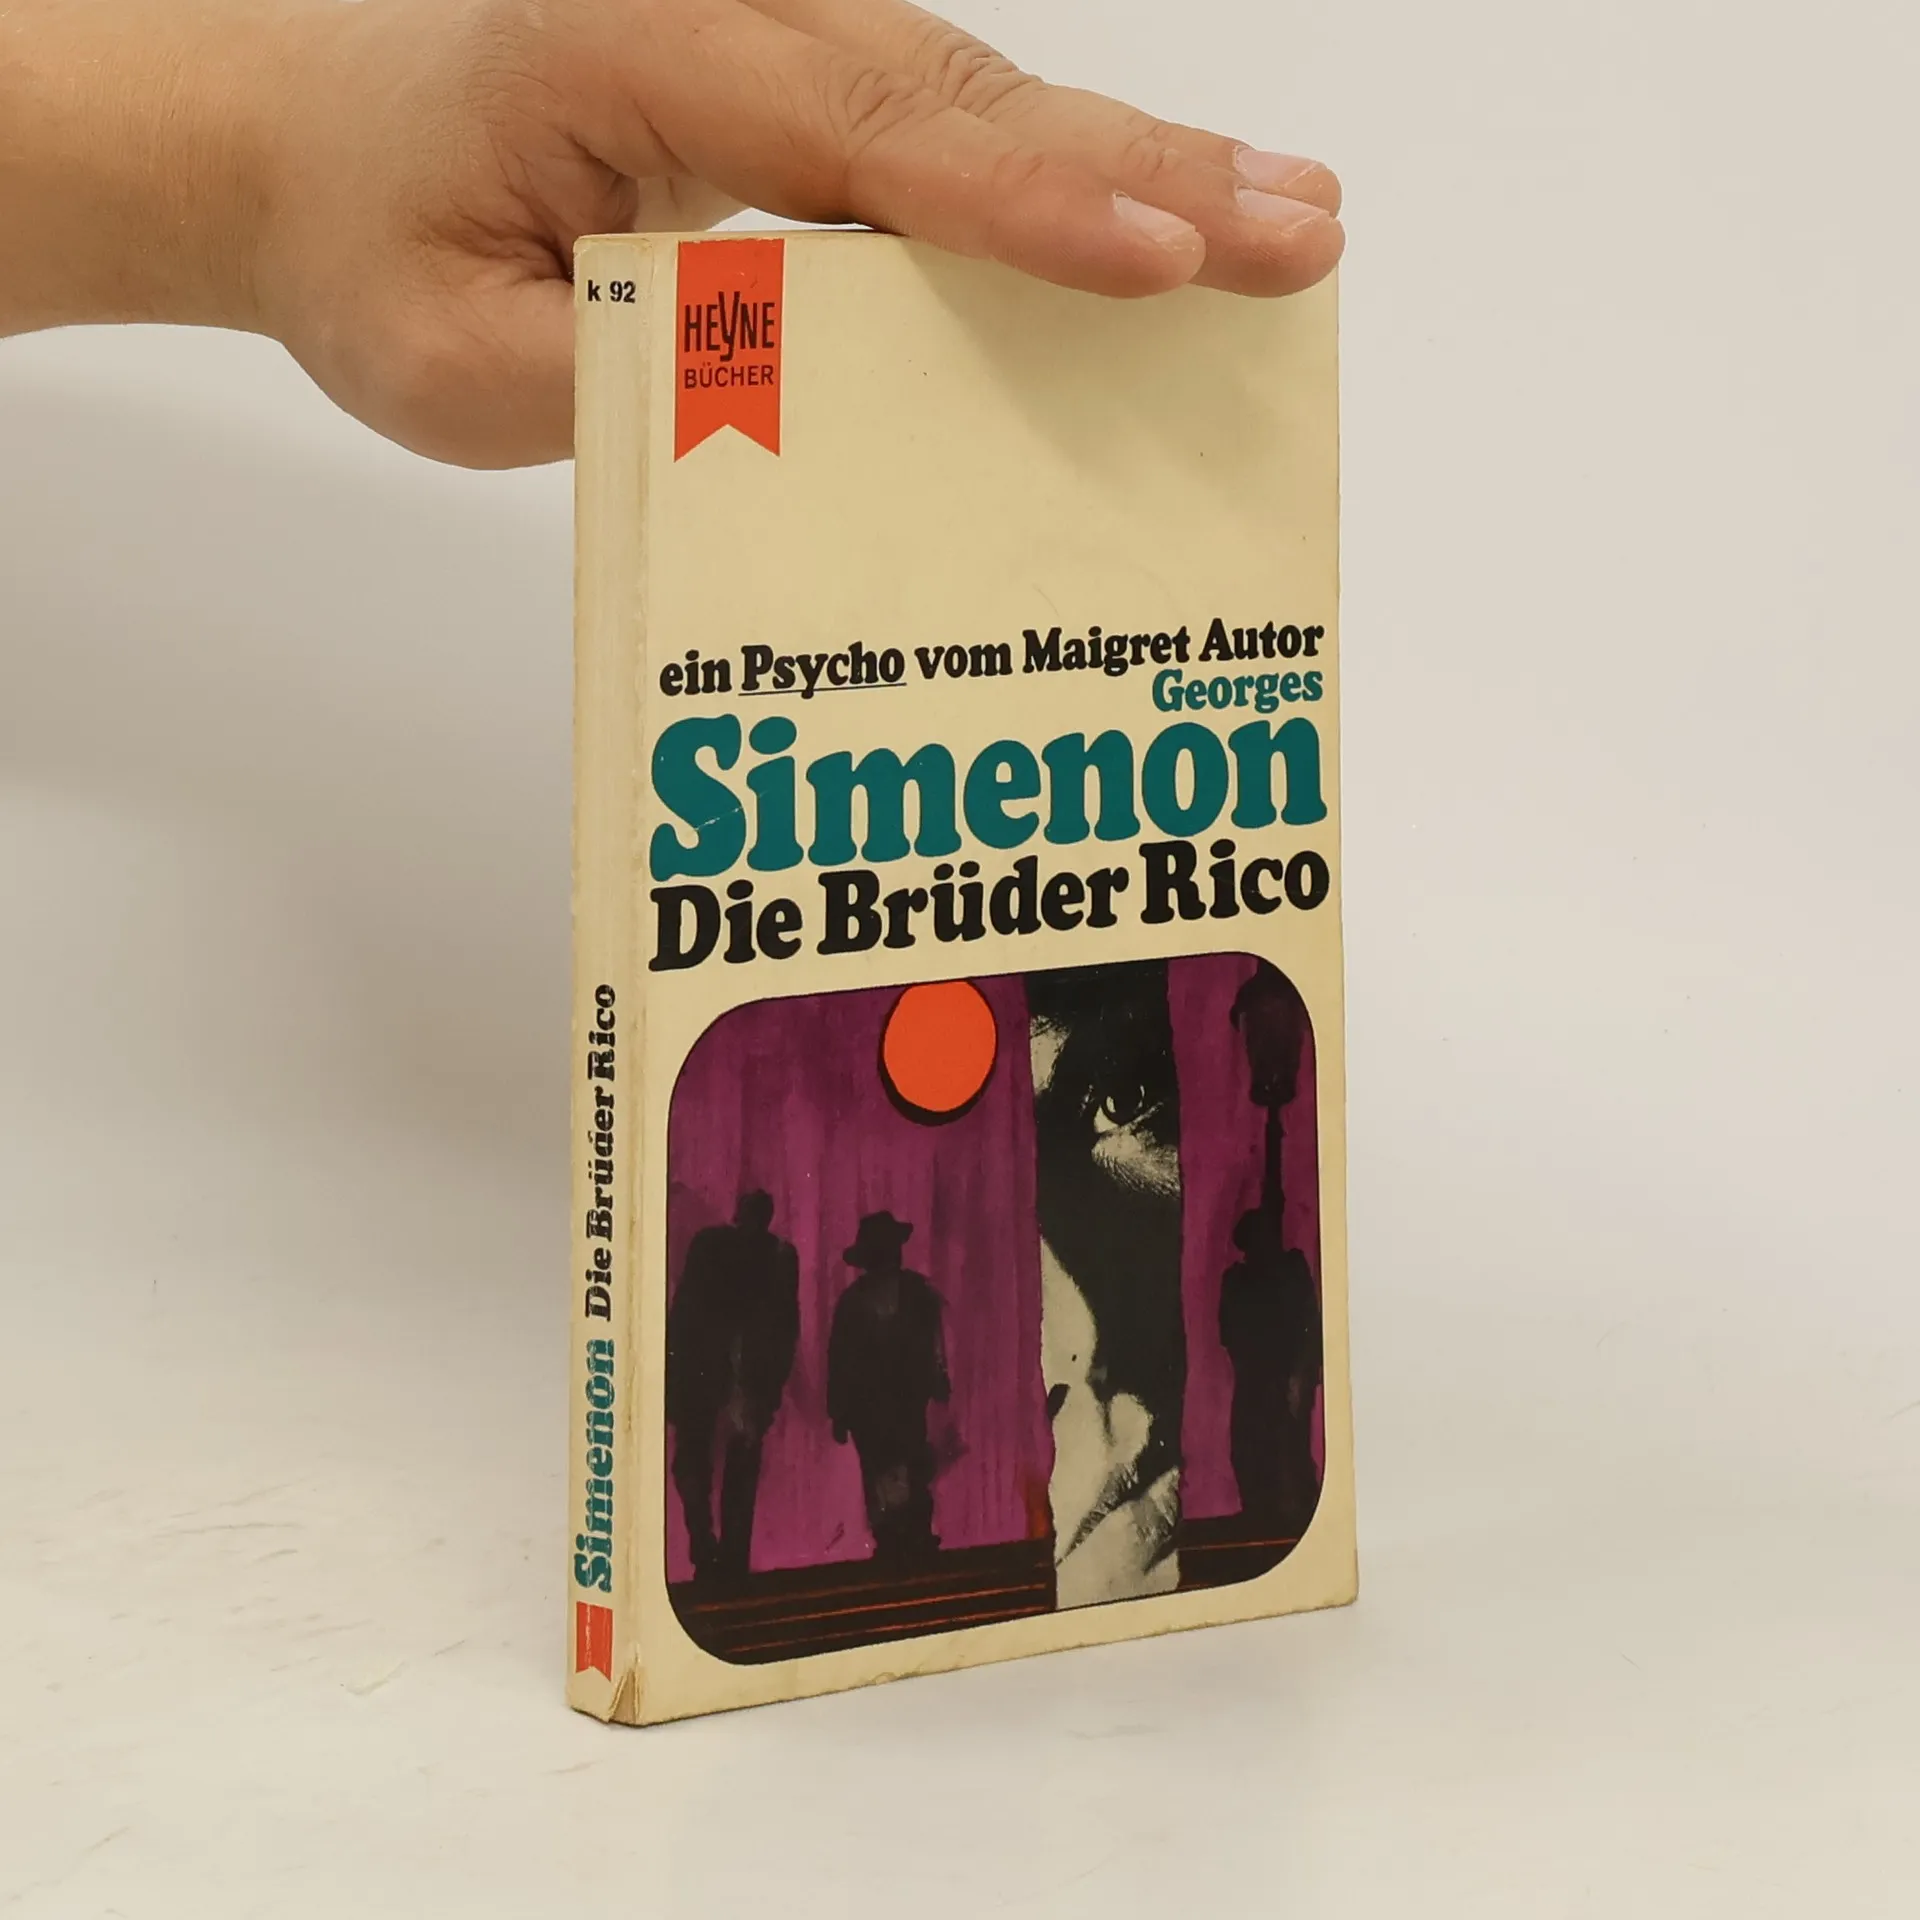 k 92
HEYNE
BÜCHER
ein Psycho vom Maigret Autor
Georges
Simenon
Die Brüder Rico
Simenon Die Brüder Rico